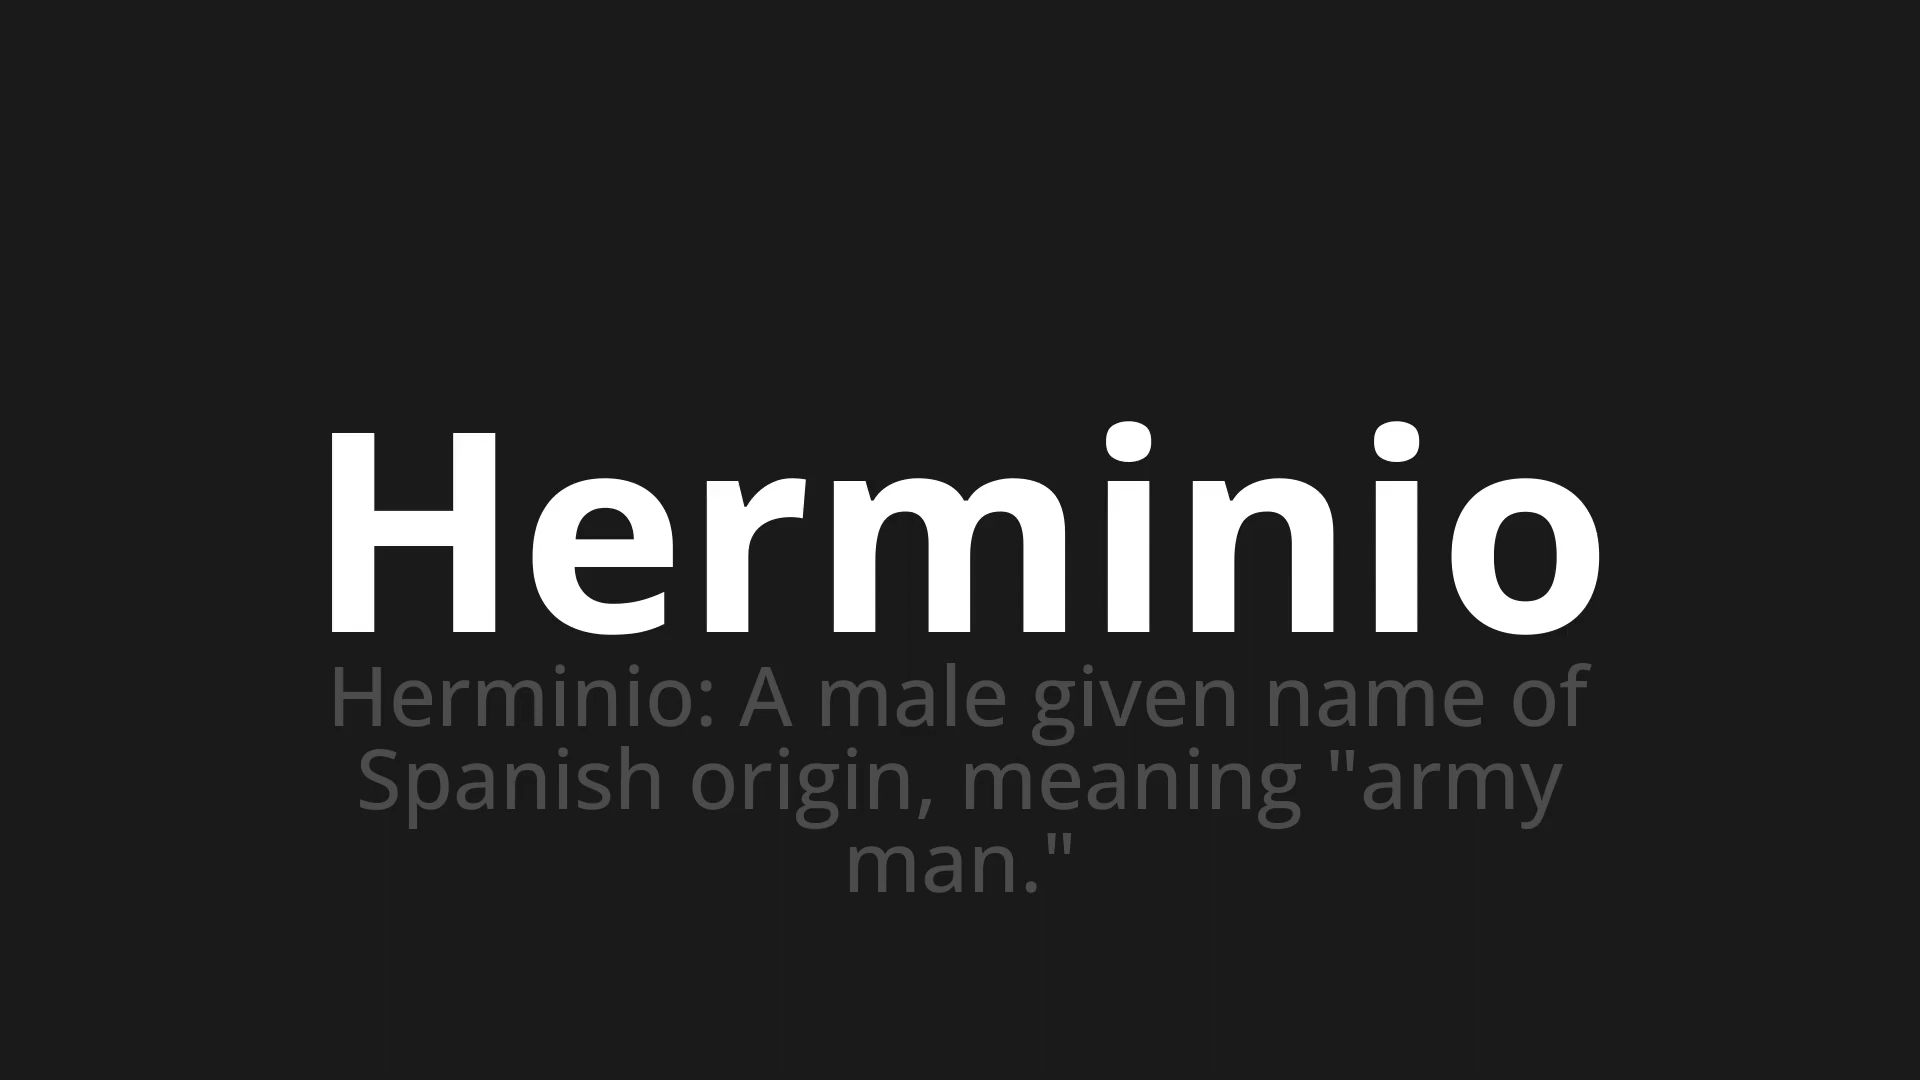 Herminio
Herminio: A male given name of
Spanish origin, meaning "army
man."